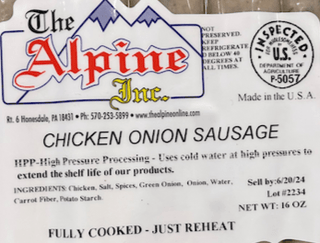 The
Alpine
Inc.
NOT
PRESERVED.
KEEP
REFRIGERATE
D BELOW 40
DEGREES AT
ALL TIMES.
INSPECTED
FOR WHOLESOMENESS BY
U.S.
DEPARTMENT OF
AGRICULTURE
P-5057
Rt. 6 Honesdale, PA 18431 • Ph: 570-253-5899 • www.thealpineonline.com
Made in the U.S.A.
CHICKEN ONION SAUSAGE
HPP-High Pressure Processing - Uses cold water at high pressures to
extend the shelf life of our products.
INGREDIENTS: Chicken, Salt, Spices, Green Onion, Onion, Water,
Carrot Fiber, Potato Starch.
Sell by:6/20/24
Lot #2234
NET WT: 16 OZ
FULLY COOKED - JUST REHEAT